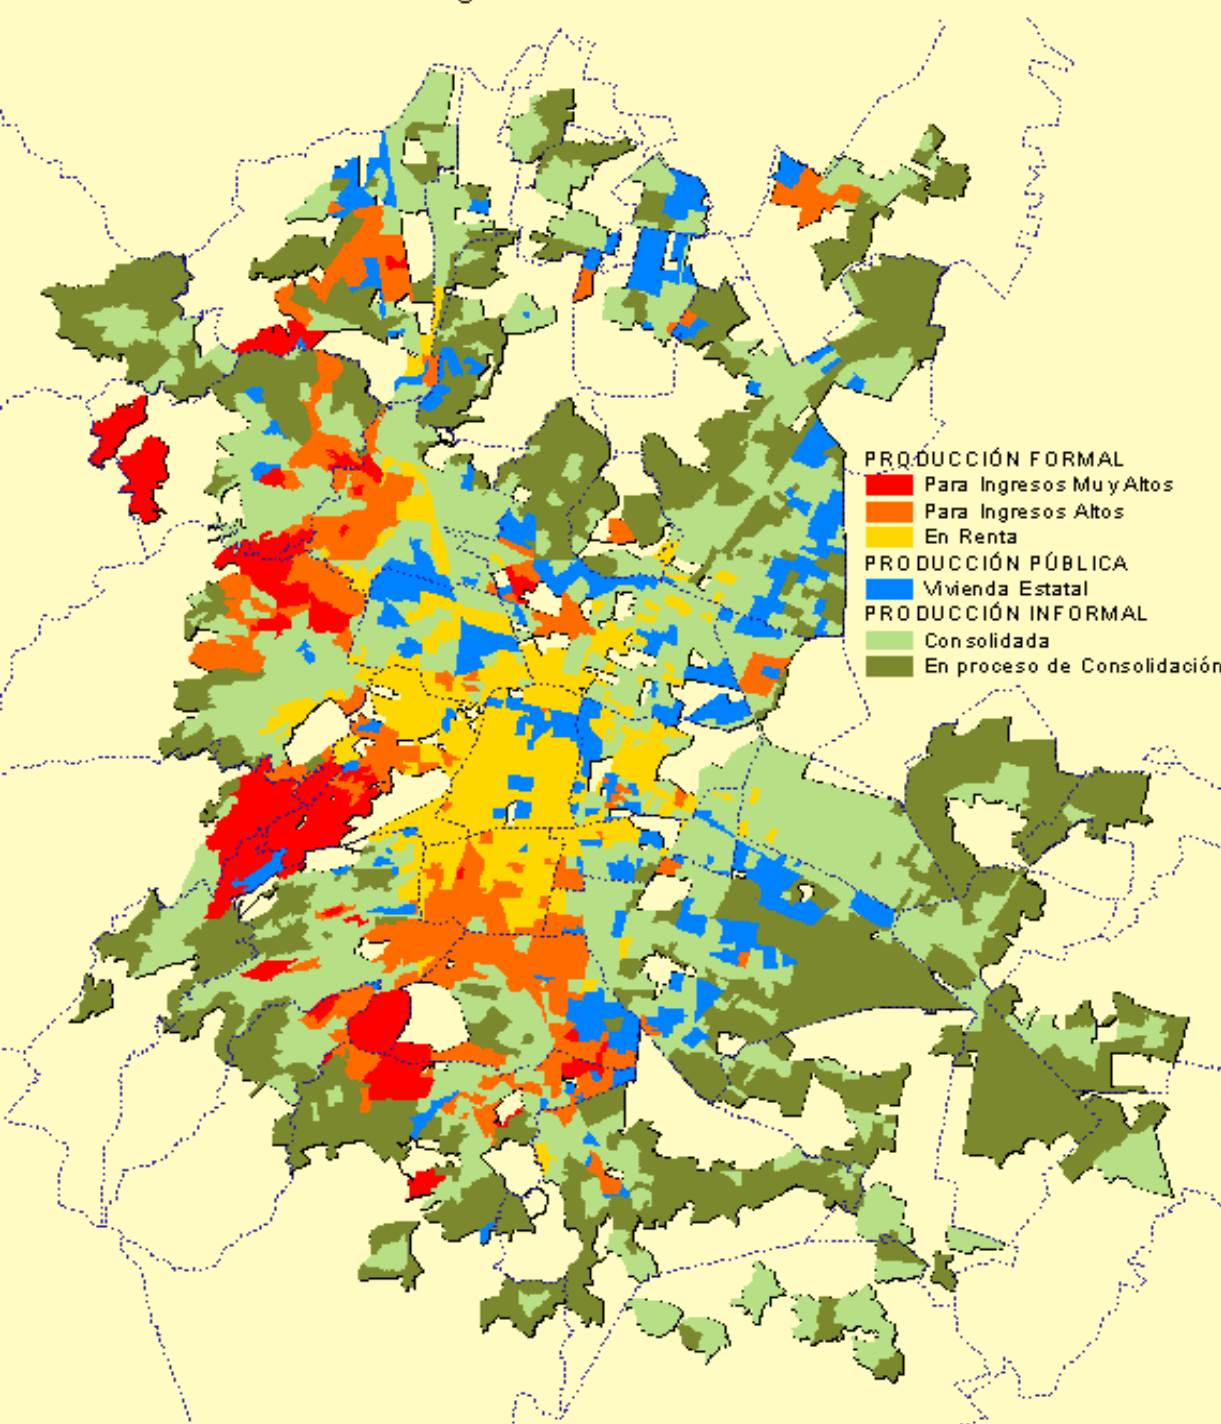 PRODUCCIÓN FORMAL
Para Ingresos Muy Altos
Para Ingresos Altos
En Renta
PRODUCCIÓN PÚBLICA
Vivienda Estatal
PRODUCCIÓN INFORMAL
Consolidada
En proceso de Consolidación